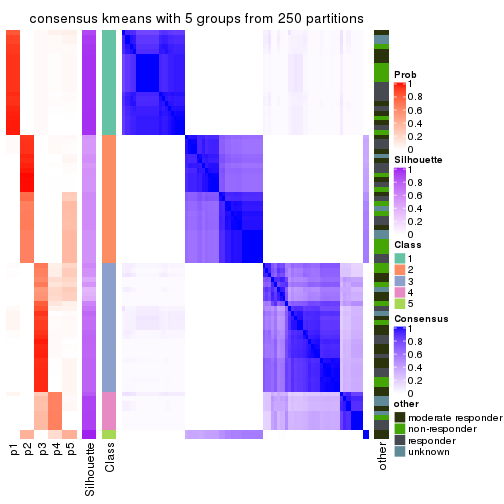 consensus kmeans with 5 groups from 250 partitions
Prob
1
0.8
0.6
0.4
0.2
0
Silhouette
1
0.8
0.6
0.4
0.2
0
Class
1
2
3
4
5
Consensus
1
0.8
0.6
0.4
0.2
0
other
moderate responder
non-responder
responder
unknown
p1
p2
p3
p4
p5
Silhouette
Class
other